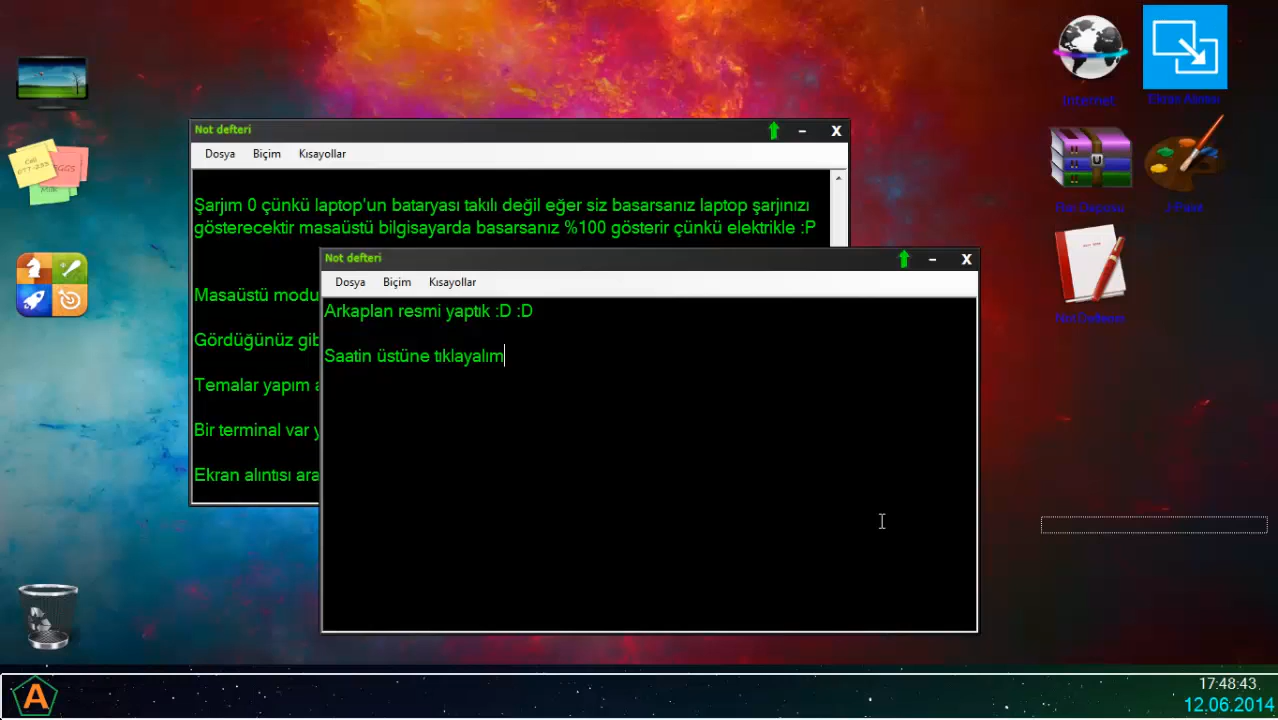 Internet
Ekran Alıntısı
Not Defterim
Not defteri
Dosya Biçim Kısayollar
Şarjım 0 çünkü laptop'un bataryası takılı değil eğer siz basarsanız laptop şarjınızı
gösterecektir masaüstü bilgisayarda basarsanız %100 gösterir çünkü elektrikle :P
Masaüstü modu
Gördüğünüz gib
Temalar yapım a
Bir terminal var y
Ekran alıntısı ara
Not defteri
Dosya Biçim Kısayollar
Arkaplan resmi yaptık :D :D
Saatin üstüne tıklayalım
A
17:48:43
12.06.2014